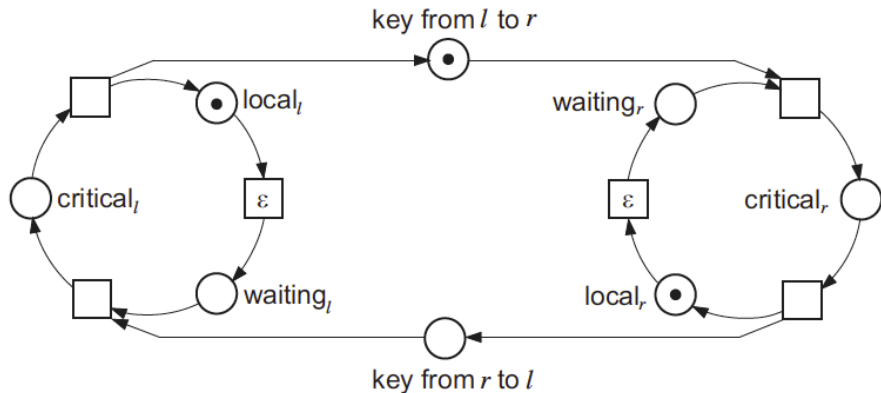 key from l to r
local_l
waiting_r
critical_l
ε
ε
critical_r
waiting_l
local_r
key from r to l